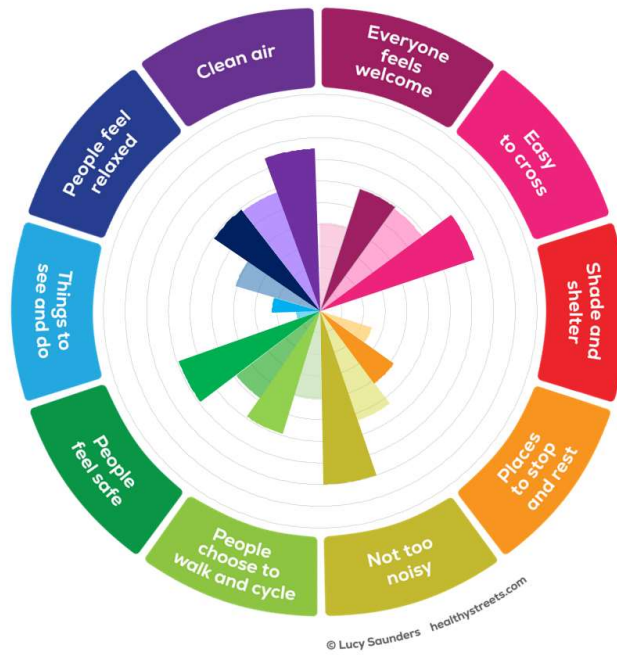 Everyone
feels
welcome
Easy
to cross
Shade and
shelter
Places
to stop
and rest
Not too
noisy
People
choose to
walk and cycle
People
feel safe
Things to
see and do
People feel
relaxed
Clean air
© Lucy Saunders healthystreets.com